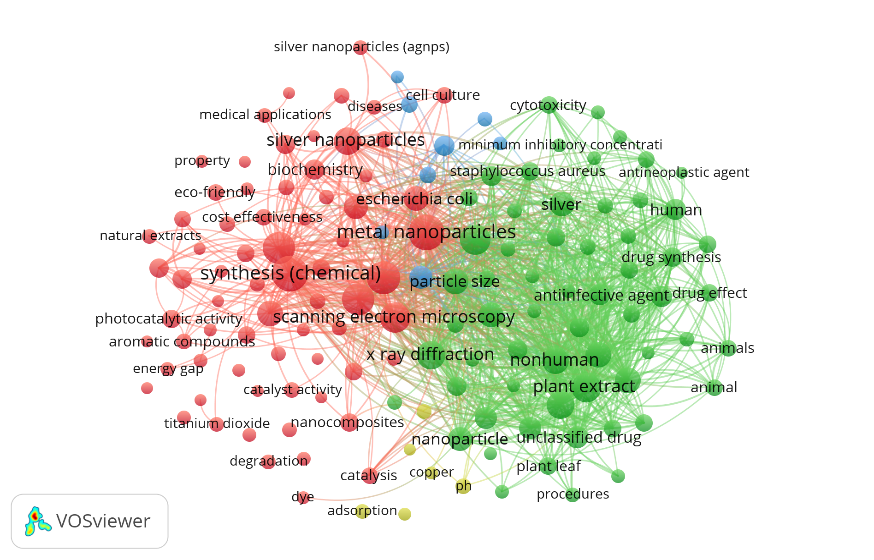 silver nanoparticles (agnps)
cell culture
diseases
cytotoxicity
medical applications
silver nanoparticles
minimum inhibitory concentrati
property
biochemistry
staphylococcus aureus
antineoplastic agent
eco-friendly
escherichia coli
silver
human
cost effectiveness
natural extracts
metal nanoparticles
drug synthesis
synthesis (chemical)
particle size
antiinfective agent
drug effect
photocatalytic activity
scanning electron microscopy
aromatic compounds
x ray diffraction
nonhuman
animals
energy gap
catalyst activity
plant extract
animal
titanium dioxide
nanocomposites
nanoparticle
unclassified drug
degradation
catalysis
copper
plant leaf
ph
dye
procedures
adsorption
VOSviewer